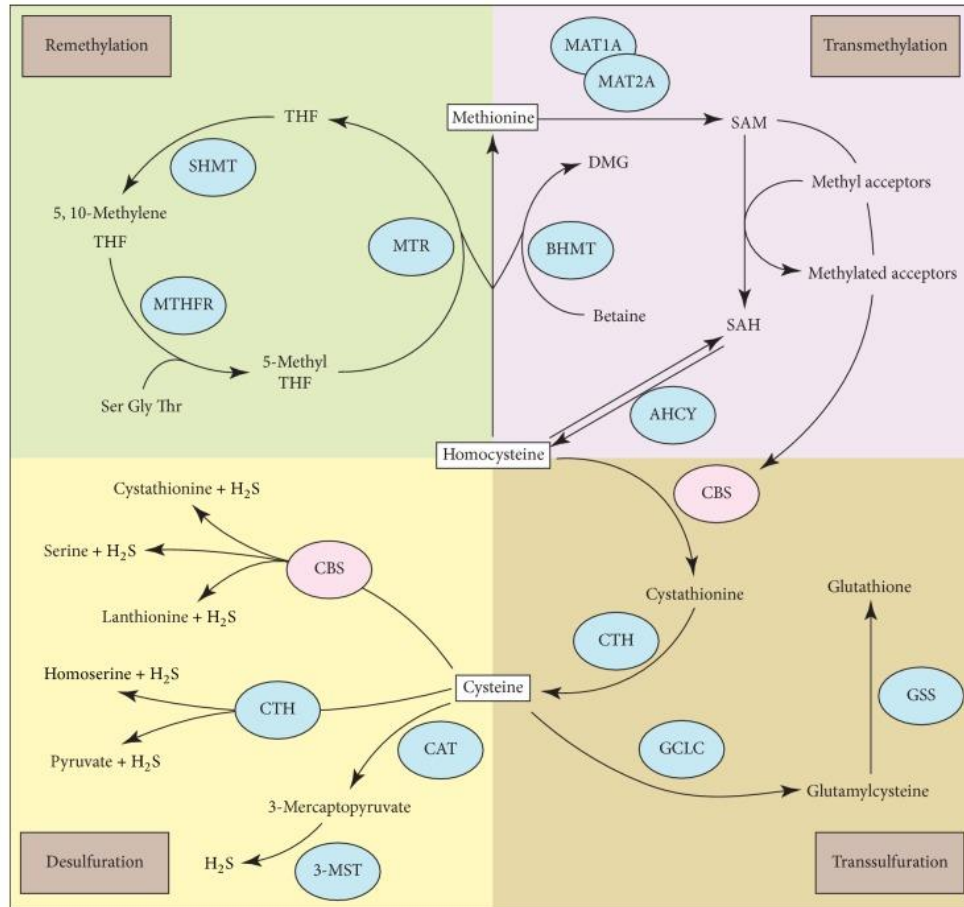 Remethylation
MAT1A
MAT2A
Transmethylation
THF
Methionine
SAM
SHMT
DMG
Methyl acceptors
5, 10-Methylene
THF
MTR
BHMT
Methylated acceptors
MTHFR
Betaine
SAH
5-Methyl
THF
Ser Gly Thr
AHCY
Homocysteine
CBS
Cystathionine + H₂S
Serine + H₂S
CBS
Lanthionine + H₂S
Cystathionine
Glutathione
CTH
Homoserine + H₂S
Cysteine
CTH
GSS
CAT
GCLC
Pyruvate + H₂S
3-Mercaptopyruvate
Glutamylcysteine
Desulfuration
H₂S
3-MST
Transsulfuration